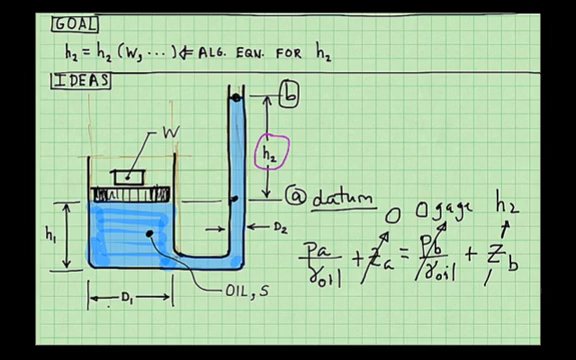 GOAL
h₂ = h₂ (W, ···) ⇐ ALG. EQN. FOR h₂
IDEAS
b
W
h₂
@ datum
0 0 gage h₂
h₁
D₂
pa/γoil + za = pb/γoil + zb
D₁
OIL, S